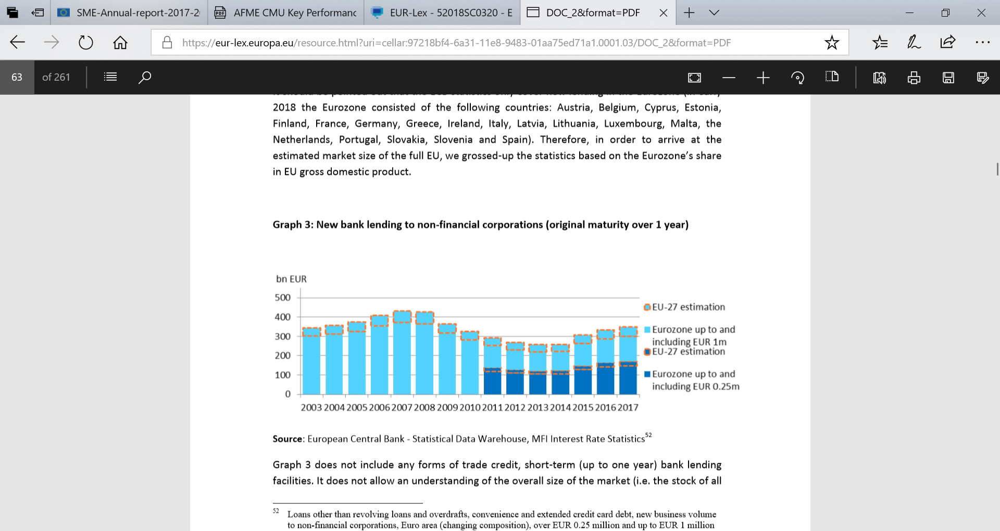 SME-Annual-report-2017-2
AFME CMU Key Performanc
EUR-Lex - 52018SC0320 - E
DOC_2&format=PDF
https://eur-lex.europa.eu/resource.html?uri=cellar:97218bf4-6a31-11e8-9483-01aa75ed71a1.0001.03/DOC_2&format=PDF
63 of 261
2018 the Eurozone consisted of the following countries: Austria, Belgium, Cyprus, Estonia,
Finland, France, Germany, Greece, Ireland, Italy, Latvia, Lithuania, Luxembourg, Malta, the
Netherlands, Portugal, Slovakia, Slovenia and Spain). Therefore, in order to arrive at the
estimated market size of the full EU, we grossed-up the statistics based on the Eurozone’s share
in EU gross domestic product.
Graph 3: New bank lending to non-financial corporations (original maturity over 1 year)
bn EUR
500
400
300
200
100
0
2003 2004 2005 2006 2007 2008 2009 2010 2011 2012 2013 2014 2015 2016 2017
EU-27 estimation
Eurozone up to and
including EUR 1m
EU-27 estimation
Eurozone up to and
including EUR 0.25m
Source: European Central Bank - Statistical Data Warehouse, MFI Interest Rate Statistics52
Graph 3 does not include any forms of trade credit, short-term (up to one year) bank lending
facilities. It does not allow an understanding of the overall size of the market (i.e. the stock of all
52 Loans other than revolving loans and overdrafts, convenience and extended credit card debt, new business volume
to non-financial corporations, Euro area (changing composition), over EUR 0.25 million and up to EUR 1 million